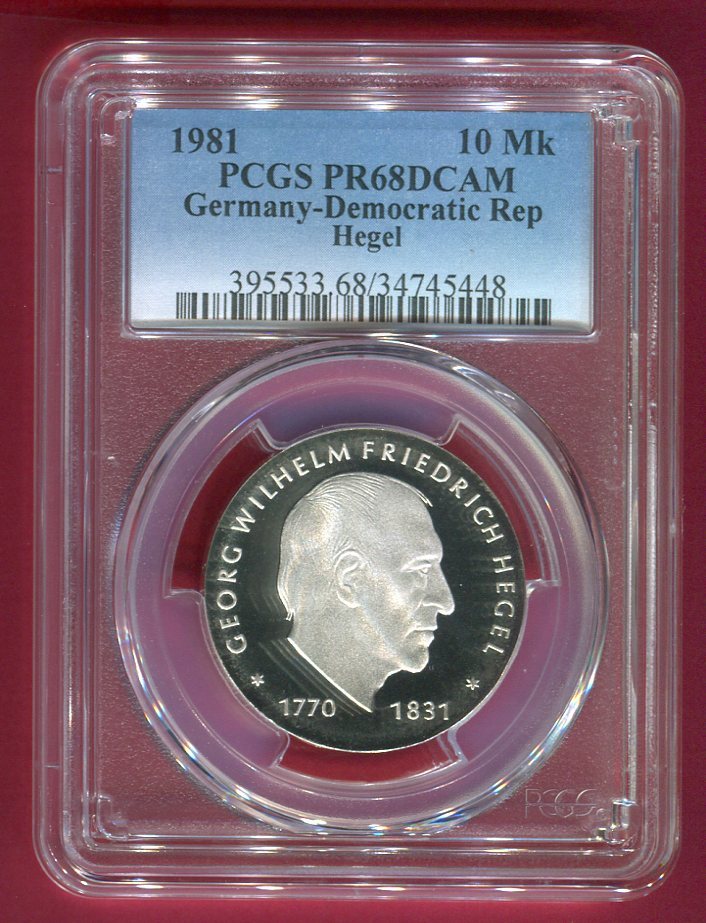 1981 10 Mk
PCGS PR68DCAM
Germany-Democratic Rep
Hegel
395533.68/34745448
GEORG WILHELM FRIEDRICH HEGEL
* 1770 1831 *
PCGS